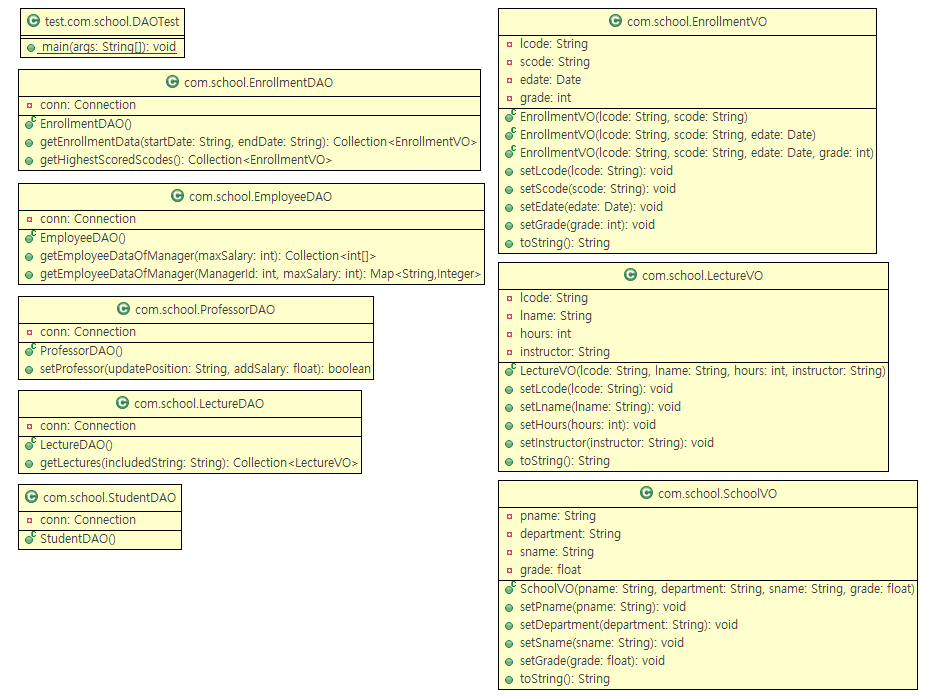 test.com.school.DAOTest
main(args: String[]): void
com.school.EnrollmentDAO
conn: Connection
EnrollmentDAO()
getEnrollmentData(startDate: String, endDate: String): Collection<EnrollmentVO>
getHighestScoredScodes(): Collection<EnrollmentVO>
com.school.EmployeeDAO
conn: Connection
EmployeeDAO()
getEmployeeDataOfManager(maxSalary: int): Collection<int[]>
getEmployeeDataOfManager(ManagerId: int, maxSalary: int): Map<String,Integer>
com.school.ProfessorDAO
conn: Connection
ProfessorDAO()
setProfessor(updatePosition: String, addSalary: float): boolean
com.school.LectureDAO
conn: Connection
LectureDAO()
getLectures(includedString: String): Collection<LectureVO>
com.school.StudentDAO
conn: Connection
StudentDAO()
com.school.EnrollmentVO
lcode: String
scode: String
edate: Date
grade: int
EnrollmentVO(lcode: String, scode: String)
EnrollmentVO(lcode: String, scode: String, edate: Date)
EnrollmentVO(lcode: String, scode: String, edate: Date, grade: int)
setLcode(lcode: String): void
setScode(scode: String): void
setEdate(edate: Date): void
setGrade(grade: int): void
toString(): String
com.school.LectureVO
lcode: String
lname: String
hours: int
instructor: String
LectureVO(lcode: String, lname: String, hours: int, instructor: String)
setLcode(lcode: String): void
setLname(lname: String): void
setHours(hours: int): void
setInstructor(instructor: String): void
toString(): String
com.school.SchoolVO
pname: String
department: String
sname: String
grade: float
SchoolVO(pname: String, department: String, sname: String, grade: float)
setPname(pname: String): void
setDepartment(department: String): void
setSname(sname: String): void
setGrade(grade: float): void
toString(): String